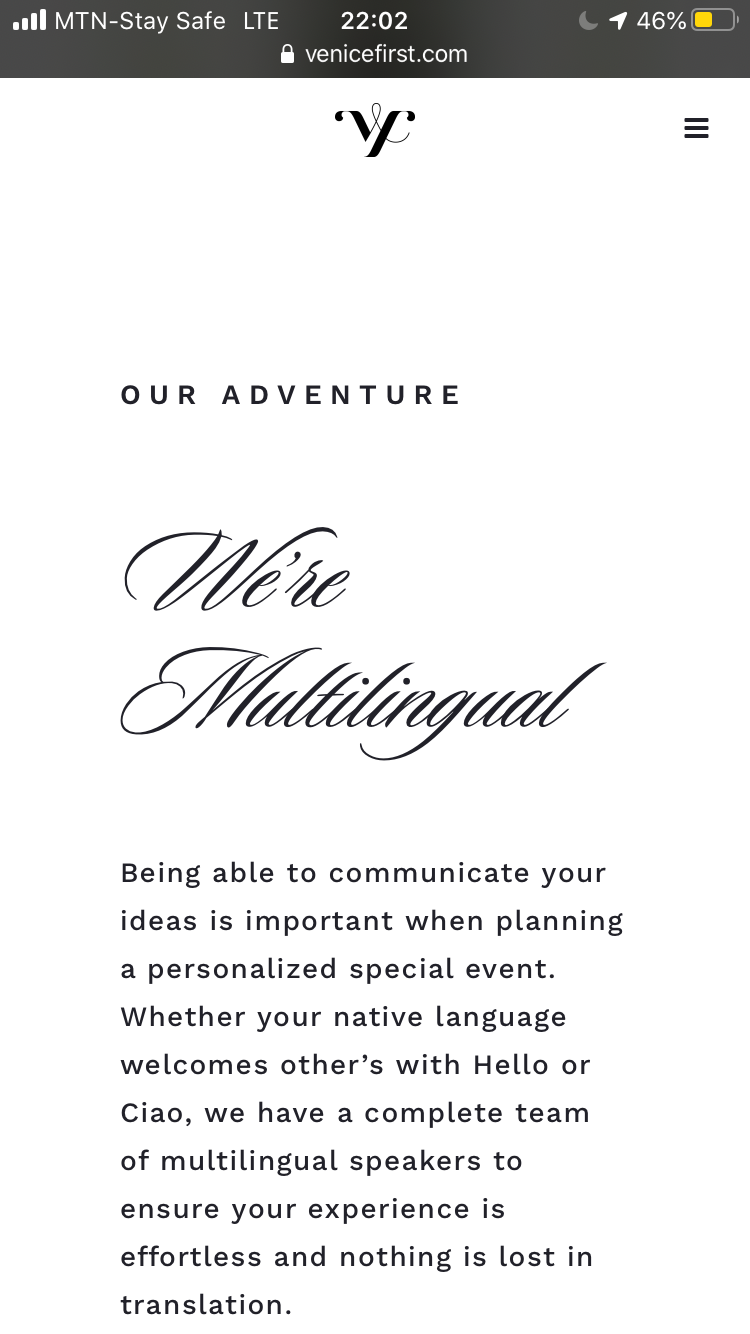 MTN-Stay Safe LTE 22:02 46%
venicefirst.com
OUR ADVENTURE
We're
Multilingual
Being able to communicate your
ideas is important when planning
a personalized special event.
Whether your native language
welcomes other’s with Hello or
Ciao, we have a complete team
of multilingual speakers to
ensure your experience is
effortless and nothing is lost in
translation.